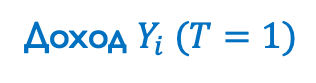 Доход Yᵢ (T = 1)